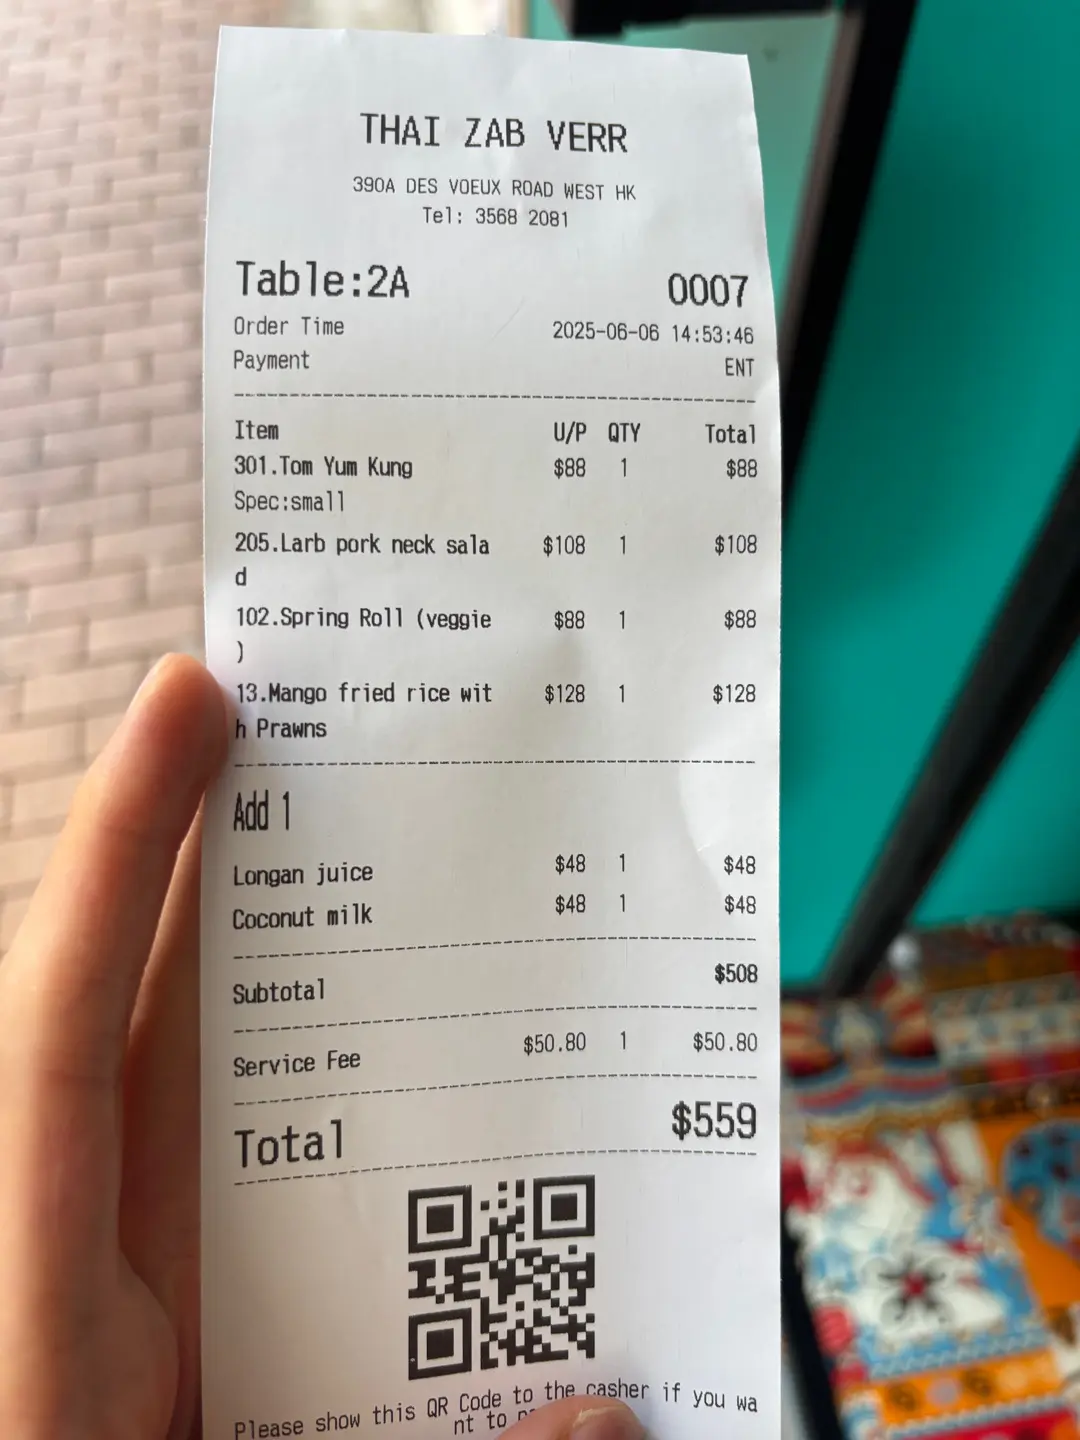 THAI ZAB VERR
390A DES VOEUX ROAD WEST HK
Tel: 3568 2081
Table:2A 0007
Order Time 2025-06-06 14:53:46
Payment ENT
Item U/P QTY Total
301.Tom Yum Kung $88 1 $88
Spec:small
205.Larb pork neck sala $108 1 $108
d
102.Spring Roll (veggie $88 1 $88
)
13.Mango fried rice wit $128 1 $128
h Prawns
Add 1
Longan juice $48 1 $48
Coconut milk $48 1 $48
Subtotal $508
Service Fee $50.80 1 $50.80
Total $559
Please show this QR Code to the casher if you wa
nt to